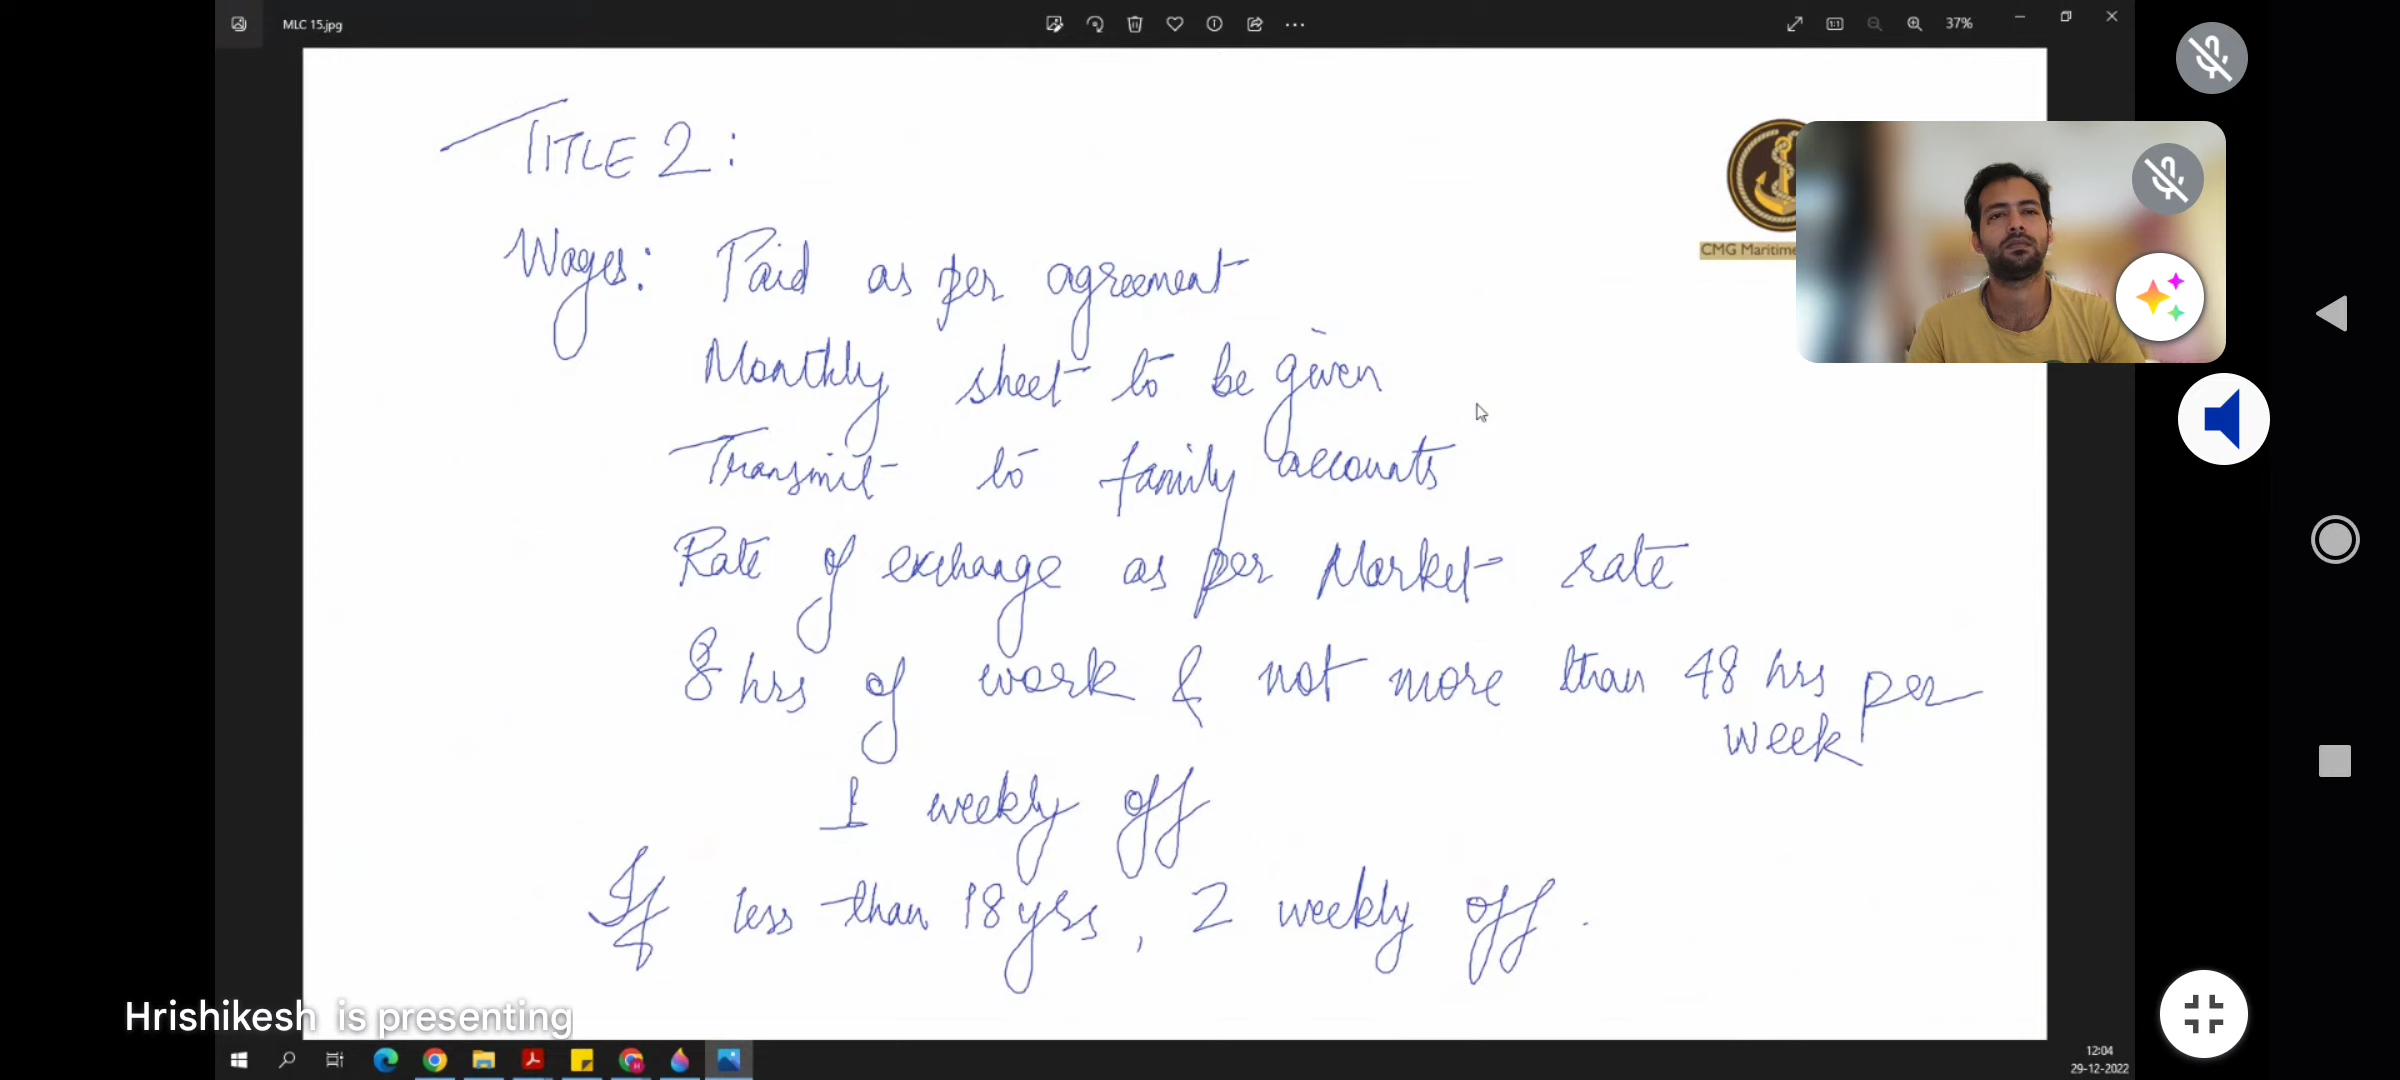 MLC 15.jpg
37%
TITLE 2:
CMG Maritime
Wages: Paid as per agreement
Monthly sheet to be given
Transmit to family accounts
Rate of exchange as per Market rate
8 hrs of work & not more than 48 hrs per
week
1 weekly off
If less than 18 yrs, 2 weekly off.
Hrishikesh is presenting
12:04
29-12-2022